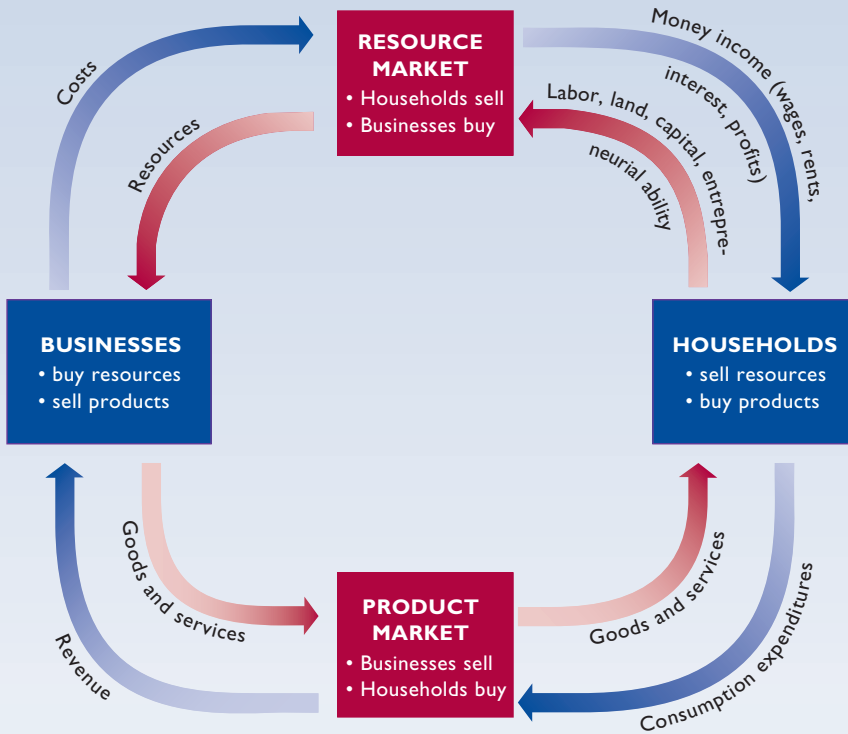 RESOURCE
MARKET
• Households sell
• Businesses buy
Costs
Resources
Money income (wages, rents,
interest, profits)
Labor, land, capital, entrepre-
neurial ability
BUSINESSES
• buy resources
• sell products
HOUSEHOLDS
• sell resources
• buy products
Goods and services
Revenue
PRODUCT
MARKET
• Businesses sell
• Households buy
Goods and services
Consumption expenditures